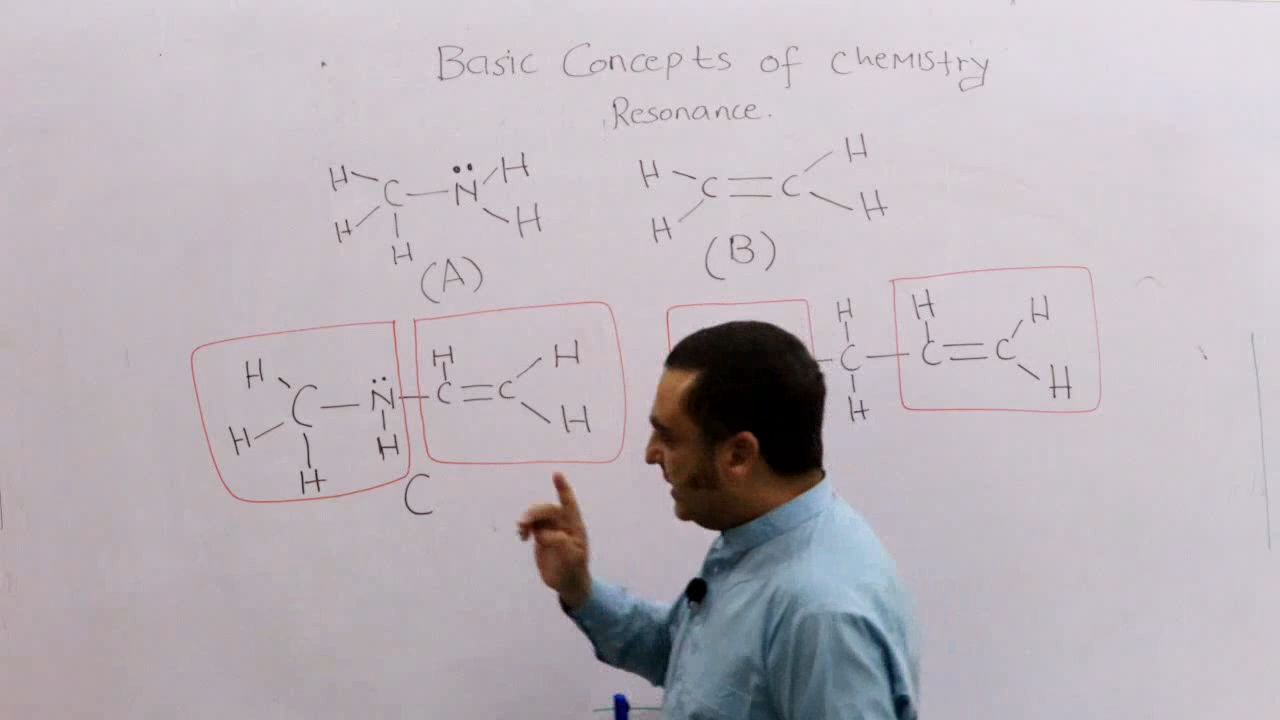 Basic Concepts of Chemistry
Resonance.
H C — N̈ H
H H H
(A)
H C = C H
H H
(B)
H C — N̈ — C = C H
H H H H H
C
H
C — C = C H
H H H